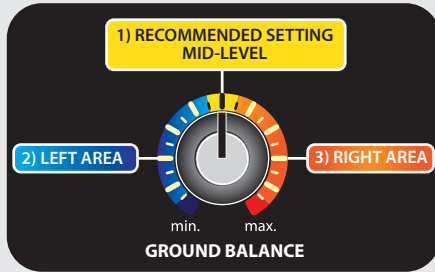 1) RECOMMENDED SETTING
MID-LEVEL
2) LEFT AREA
3) RIGHT AREA
min.
max.
GROUND BALANCE